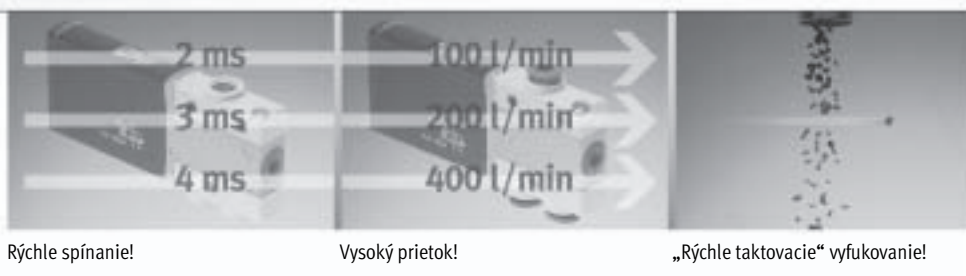 2 ms
3 ms
4 ms
100 l/min
200 l/min
400 l/min
Rýchle spínanie!
Vysoký prietok!
„Rýchle taktovacie“ vyfukovanie!